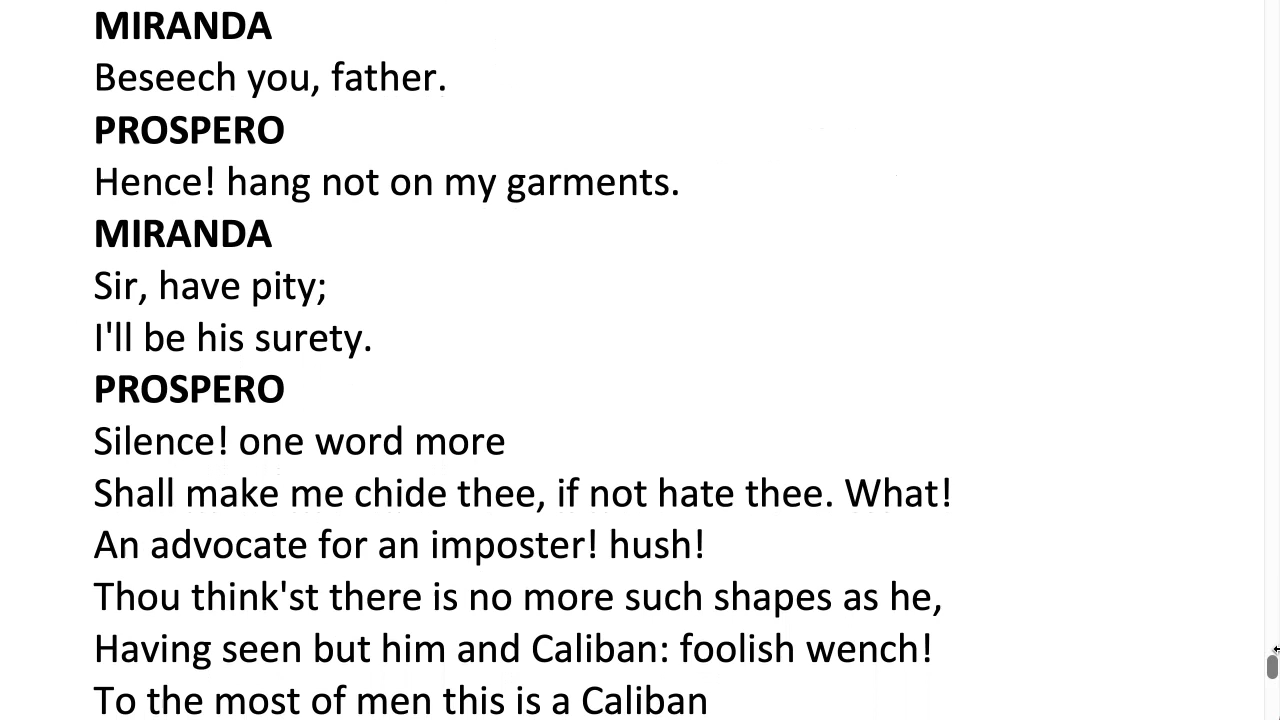 MIRANDA
Beseech you, father.
PROSPERO
Hence! hang not on my garments.
MIRANDA
Sir, have pity;
I'll be his surety.
PROSPERO
Silence! one word more
Shall make me chide thee, if not hate thee. What!
An advocate for an imposter! hush!
Thou think'st there is no more such shapes as he,
Having seen but him and Caliban: foolish wench!
To the most of men this is a Caliban